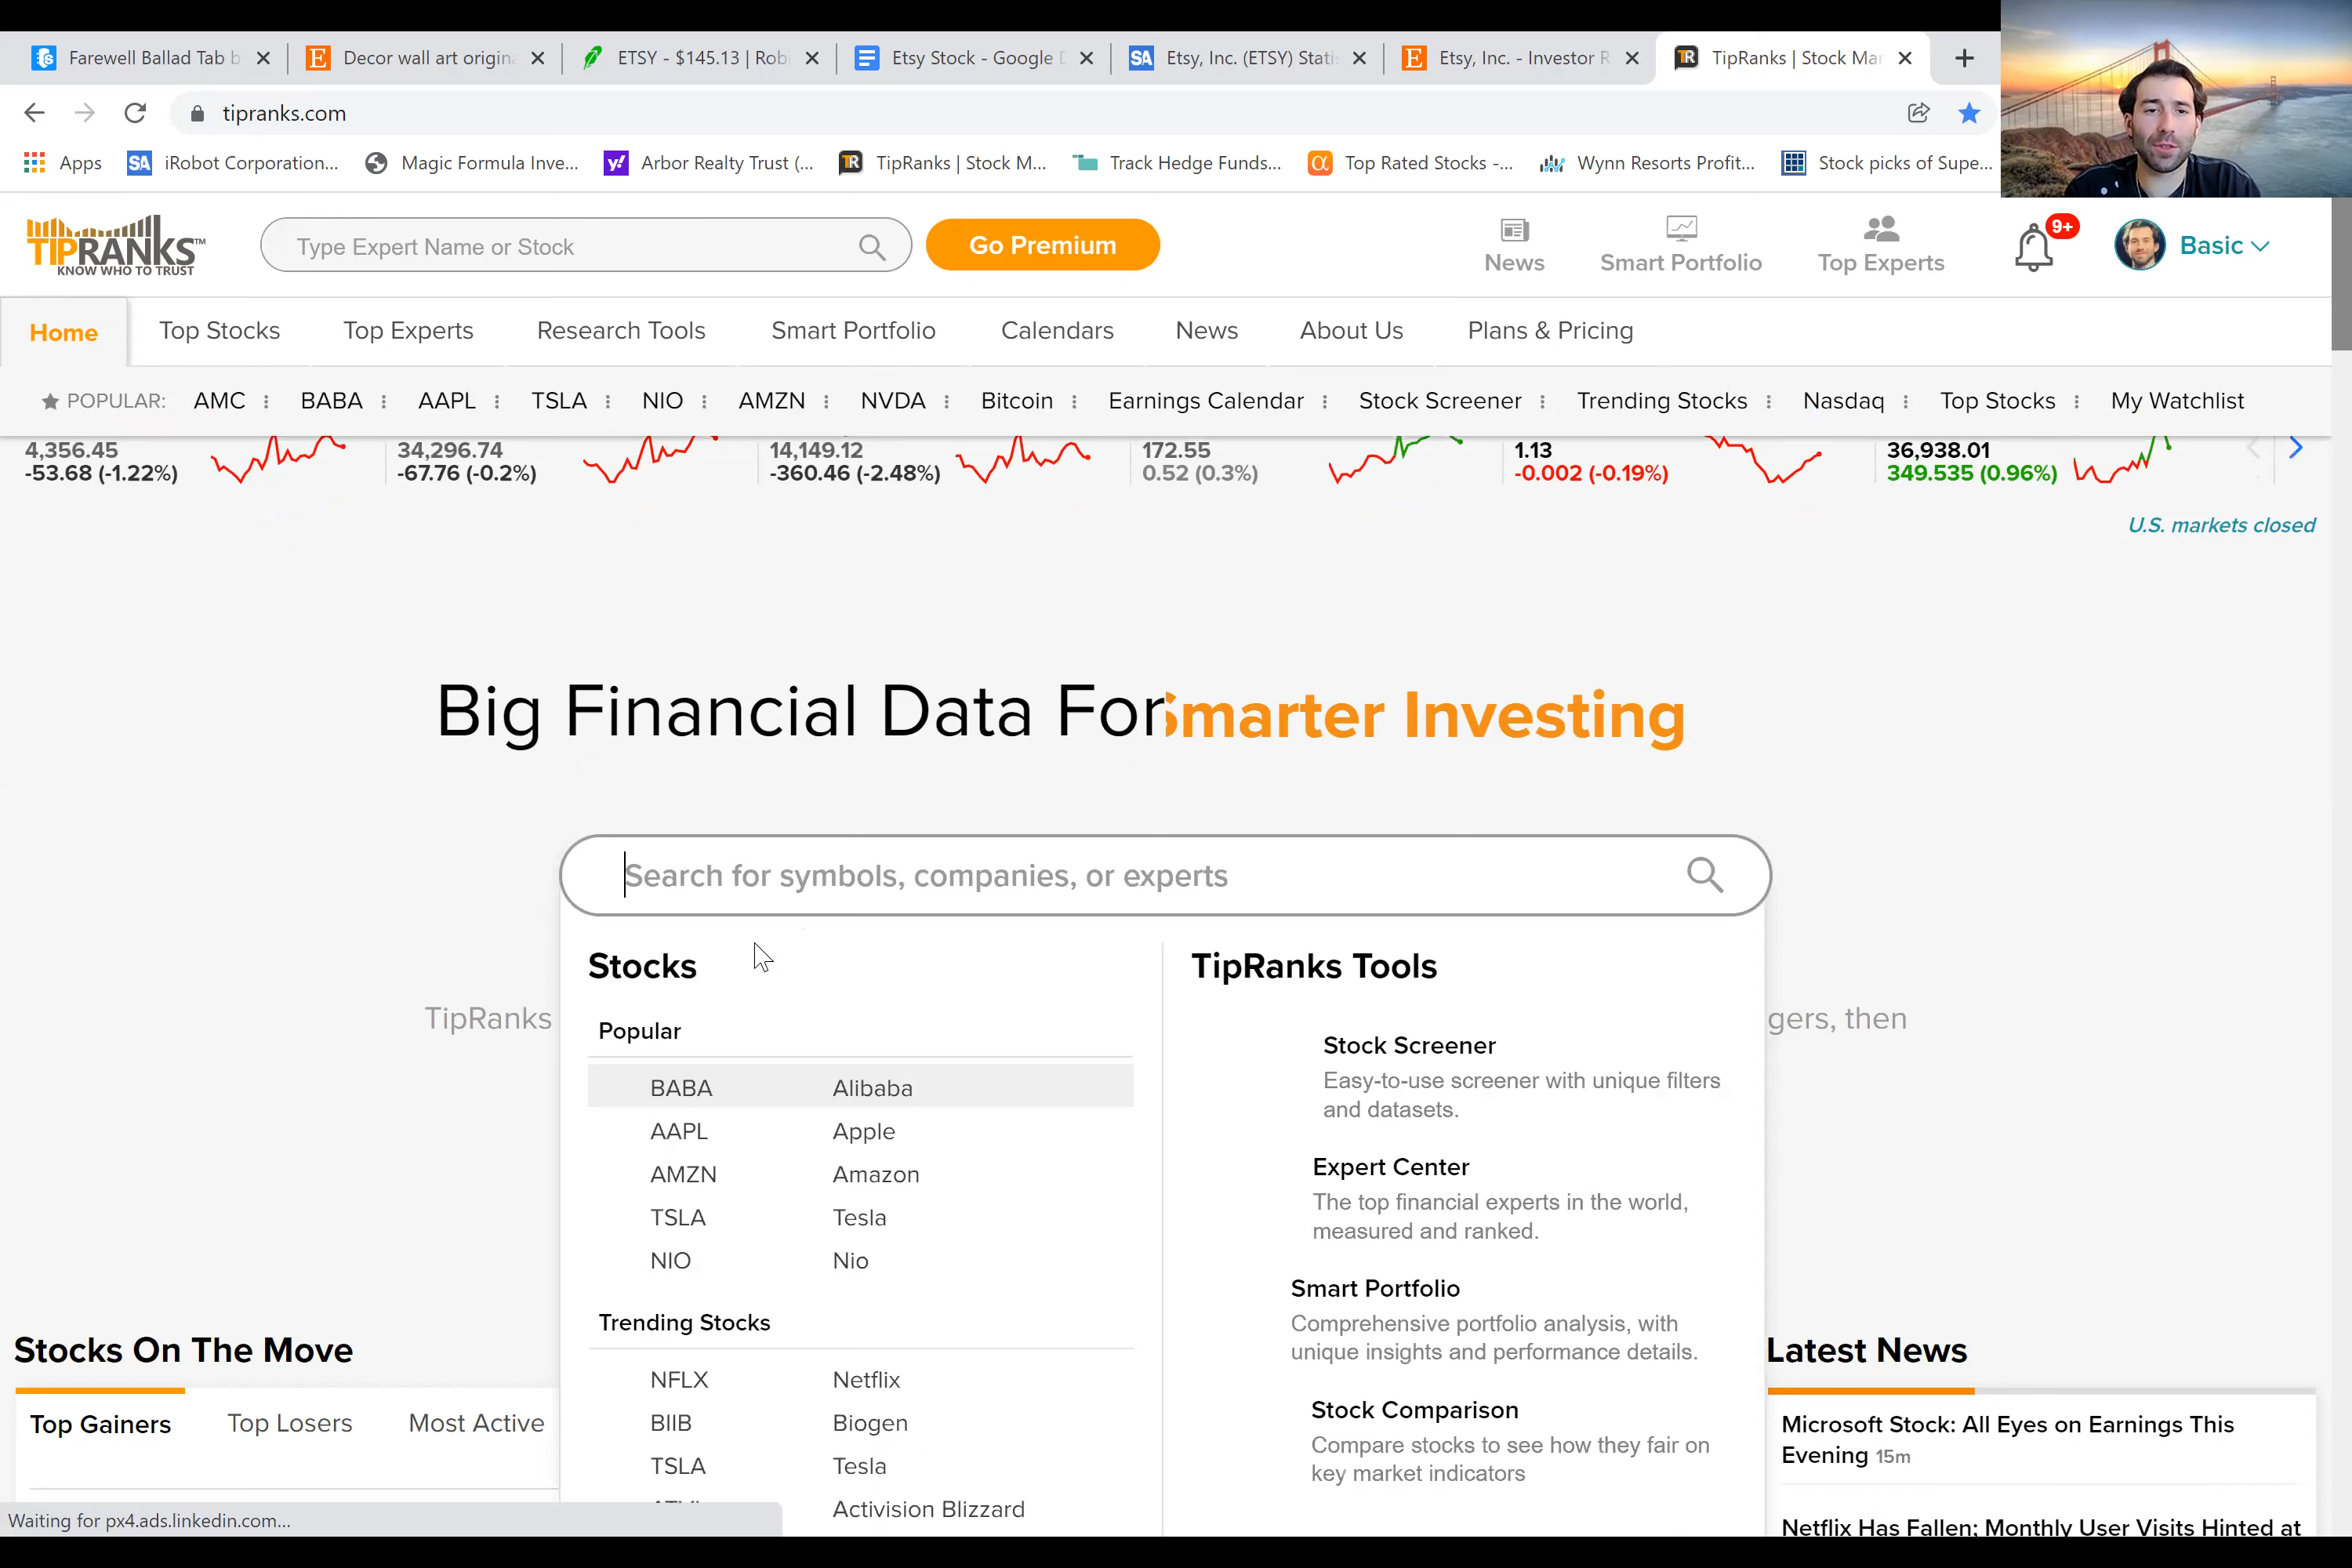 Farewell Ballad Tab b
Decor wall art origin
ETSY - $145.13 | Rob
Etsy Stock - Google D
Etsy, Inc. (ETSY) Stati
Etsy, Inc. - Investor R
TipRanks | Stock Mar
tipranks.com
Apps
iRobot Corporation...
Magic Formula Inve...
Arbor Realty Trust (...
TipRanks | Stock M...
Track Hedge Funds...
Top Rated Stocks -...
Wynn Resorts Profit...
Stock picks of Supe...
TIPRANKS™
KNOW WHO TO TRUST
Type Expert Name or Stock
Go Premium
News
Smart Portfolio
Top Experts
9+
Basic
Home
Top Stocks
Top Experts
Research Tools
Smart Portfolio
Calendars
News
About Us
Plans & Pricing
POPULAR:
AMC
BABA
AAPL
TSLA
NIO
AMZN
NVDA
Bitcoin
Earnings Calendar
Stock Screener
Trending Stocks
Nasdaq
Top Stocks
My Watchlist
4,356.45
-53.68 (-1.22%)
34,296.74
-67.76 (-0.2%)
14,149.12
-360.46 (-2.48%)
172.55
0.52 (0.3%)
1.13
-0.002 (-0.19%)
36,938.01
349.535 (0.96%)
U.S. markets closed
Big Financial Data For Smarter Investing
Search for symbols, companies, or experts
TipRanks
gers, then
Stocks
Popular
BABA Alibaba
AAPL Apple
AMZN Amazon
TSLA Tesla
NIO Nio
Trending Stocks
NFLX Netflix
BIIB Biogen
TSLA Tesla
Activision Blizzard
TipRanks Tools
Stock Screener
Easy-to-use screener with unique filters
and datasets.
Expert Center
The top financial experts in the world,
measured and ranked.
Smart Portfolio
Comprehensive portfolio analysis, with
unique insights and performance details.
Stock Comparison
Compare stocks to see how they fair on
key market indicators
Stocks On The Move
Top Gainers
Top Losers
Most Active
Latest News
Microsoft Stock: All Eyes on Earnings This
Evening 15m
Netflix Has Fallen; Monthly User Visits Hinted at
Waiting for px4.ads.linkedin.com...